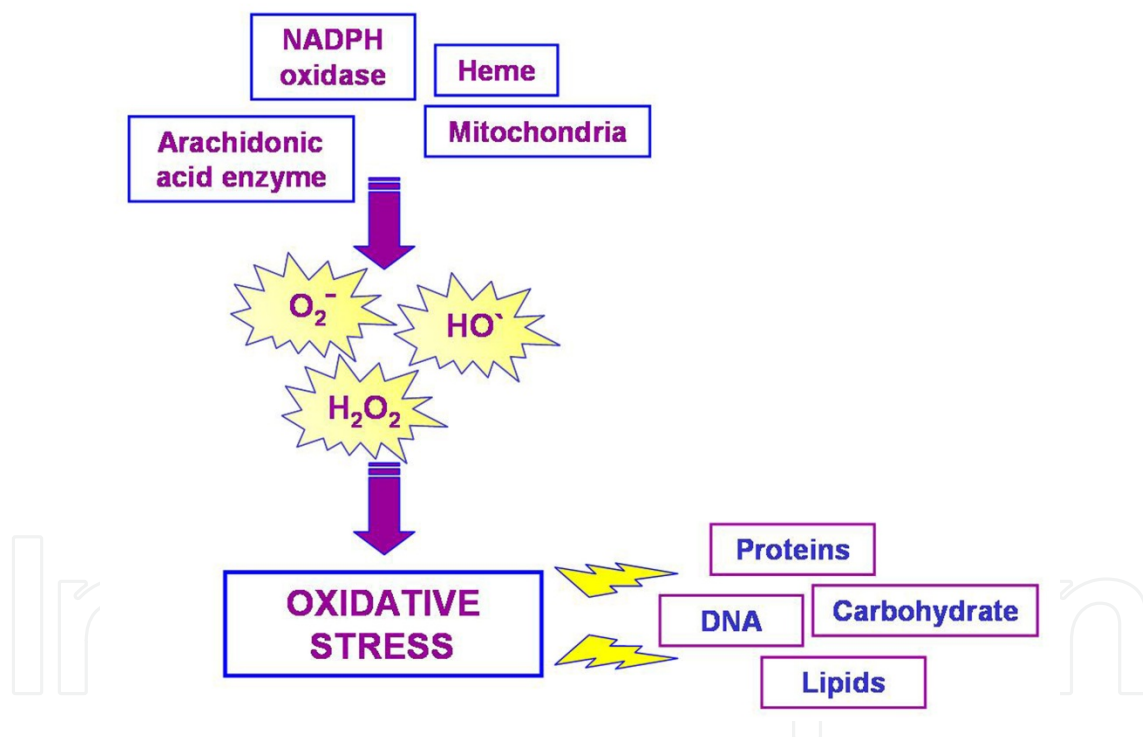 NADPH
oxidase
Heme
Mitochondria
Arachidonic
acid enzyme
O₂⁻
HO`
H₂O₂
OXIDATIVE
STRESS
Proteins
DNA
Carbohydrate
Lipids